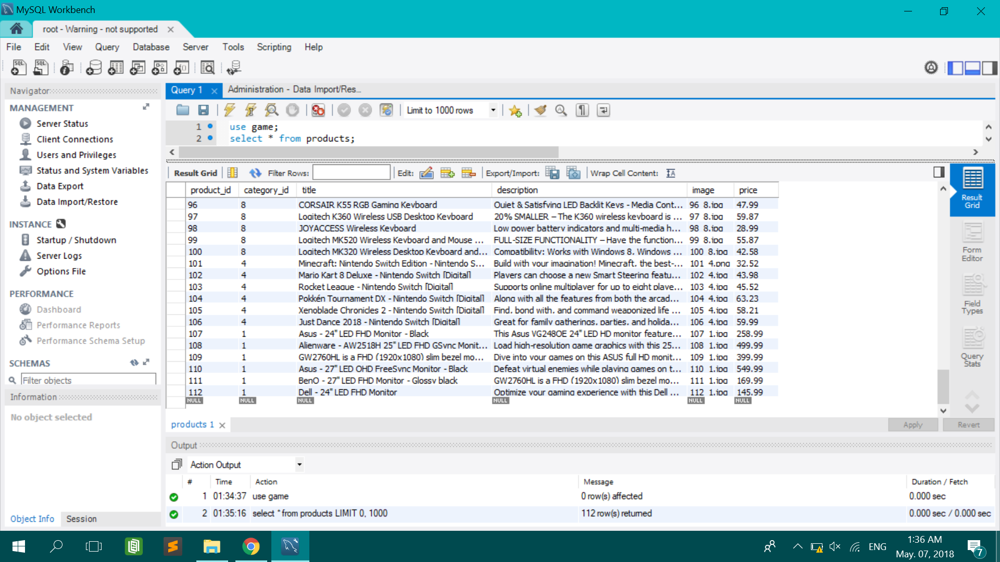 MySQL Workbench
root - Warning - not supported
File Edit View Query Database Server Tools Scripting Help
Navigator
MANAGEMENT
Server Status
Client Connections
Users and Privileges
Status and System Variables
Data Export
Data Import/Restore
INSTANCE
Startup / Shutdown
Server Logs
Options File
PERFORMANCE
Dashboard
Performance Reports
Performance Schema Setup
SCHEMAS
Filter objects
Information
No object selected
Object Info Session
Query 1 Administration - Data Import/Res...
Limit to 1000 rows
1 use game;
2 select * from products;
Result Grid Filter Rows: Edit: Export/Import: Wrap Cell Content:
product_id category_id title description image price
96 8 CORSAIR K55 RGB Gaming Keyboard Quiet & Satisfying LED Backlit Keys - Media Cont... 96_8.jpg 47.99
97 8 Logitech K360 Wireless USB Desktop Keyboard 20% SMALLER – The K360 wireless keyboard is ... 97_8.jpg 59.87
98 8 JOYACCESS Wireless Keyboard Low power battery indicators and multi-media h... 98_8.jpg 28.99
99 8 Logitech MK520 Wireless Keyboard and Mouse ... FULL-SIZE FUNCTIONALITY – Have the function... 99_8.jpg 55.87
100 8 Logitech MK320 Wireless Desktop Keyboard and... Compatibility: Works with Windows 8, Windows ... 100_8.jpg 42.58
101 4 Minecraft: Nintendo Switch Edition - Nintendo S... Build with your imagination! Minecraft, the best-... 101_4.png 32.52
102 4 Mario Kart 8 Deluxe - Nintendo Switch [Digital] Players can choose a new Smart Steering featu... 102_4.jpg 43.98
103 4 Rocket League - Nintendo Switch [Digital] Supports online multiplayer for up to eight playe... 103_4.jpg 45.52
104 4 Pokkén Tournament DX - Nintendo Switch [Digital] Along with all the features from both the arcad... 104_4.jpg 63.23
105 4 Xenoblade Chronicles 2 - Nintendo Switch [Digital] Find, bond with, and command weaponized life ... 105_4.jpg 58.21
106 4 Just Dance 2018 - Nintendo Switch [Digital] Great for family gatherings, parties, and holida... 106_4.jpg 59.99
107 1 Asus - 24" LED FHD Monitor - Black This Asus VG248QE 24" LED HD monitor feature... 107_1.jpg 258.99
108 1 Alienware - AW2518H 25" LED FHD GSync Monit... Load high-resolution game graphics with this 25... 108_1.jpg 499.99
109 1 GW2760HL is a FHD (1920x1080) slim bezel mo... Dive into your games on this ASUS full HD monit... 109_1.jpg 399.99
110 1 Asus - 27" LED QHD FreeSync Monitor - Black Defeat virtual enemies while playing games on t... 110_1.jpg 549.99
111 1 BenQ - 27" LED FHD Monitor - Glossy black GW2760HL is a FHD (1920x1080) slim bezel mo... 111_1.jpg 169.99
112 1 Dell - 24" LED FHD Monitor Optimize your gaming experience with this Dell ... 112_1.jpg 145.99
NULL NULL NULL NULL NULL NULL
Result Grid
Form Editor
Field Types
Query Stats
products 1 Apply Revert
Output
Action Output
# Time Action Message Duration / Fetch
1 01:34:37 use game 0 row(s) affected 0.000 sec
2 01:35:16 select * from products LIMIT 0, 1000 112 row(s) returned 0.000 sec / 0.000 sec
ENG
1:36 AM
May. 07, 2018
7